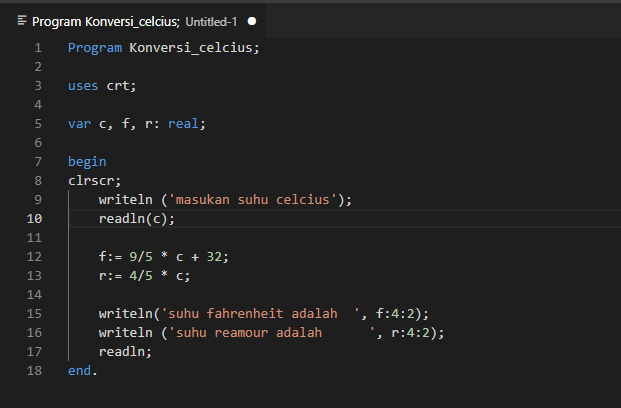 Program Konversi_celcius; Untitled-1
1 Program Konversi_celcius;
2
3 uses crt;
4
5 var c, f, r: real;
6
7 begin
8 clrscr;
9 writeln ('masukan suhu celcius');
10 readln(c);
11
12 f:= 9/5 * c + 32;
13 r:= 4/5 * c;
14
15 writeln('suhu fahrenheit adalah  ', f:4:2);
16 writeln ('suhu reamour adalah      ', r:4:2);
17 readln;
18 end.